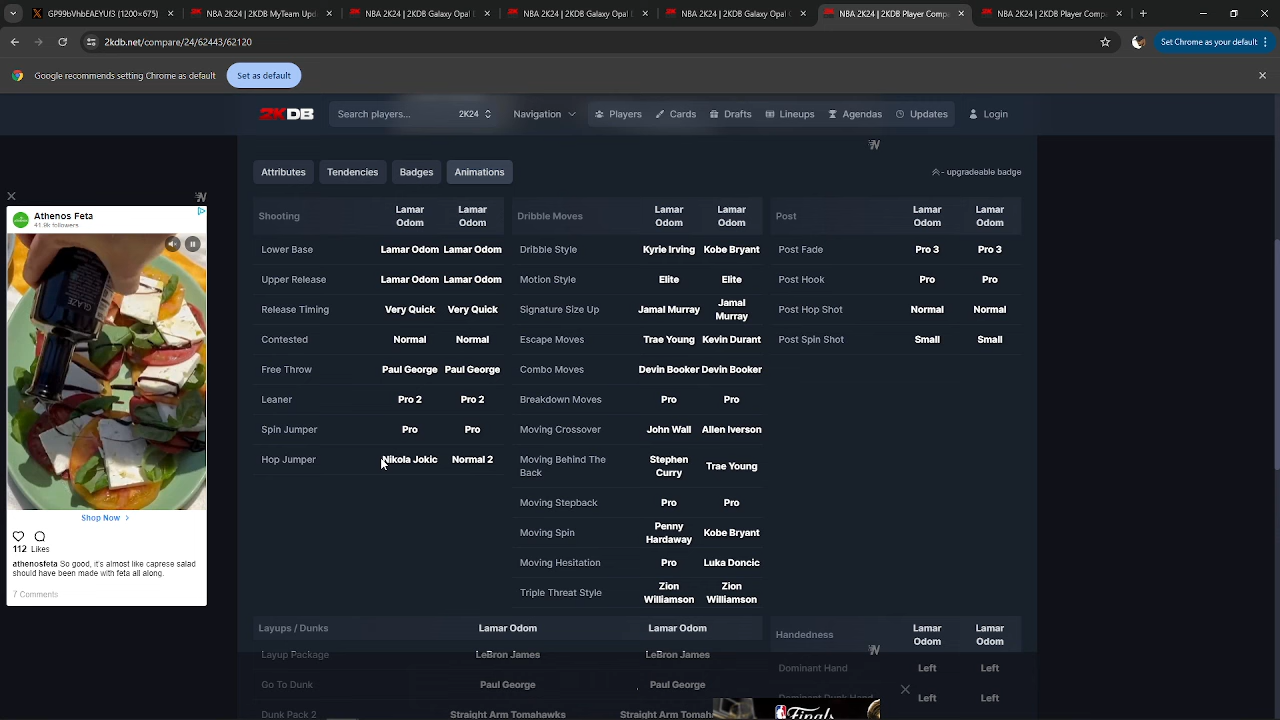 GP99bVhbEAEYUf3 (1200×675)
NBA 2K24 | 2KDB MyTeam Upd
NBA 2K24 | 2KDB Galaxy Opal
NBA 2K24 | 2KDB Galaxy Opal
NBA 2K24 | 2KDB Galaxy Opal
NBA 2K24 | 2KDB Player Comp
NBA 2K24 | 2KDB Player Comp
2kdb.net/compare/24/62443/62120
Set Chrome as your default
Google recommends setting Chrome as default
Set as default
2KDB
Search players...
2K24
Navigation
Players
Cards
Drafts
Lineups
Agendas
Updates
Login
Attributes
Tendencies
Badges
Animations
- upgradeable badge
Athenos Feta
41.9k followers
GLAZE
Shop Now
112 Likes
athenosfeta So good, it's almost like caprese salad
should have been made with feta all along.
7 Comments
Shooting Lamar Odom Lamar Odom
Lower Base Lamar Odom Lamar Odom
Upper Release Lamar Odom Lamar Odom
Release Timing Very Quick Very Quick
Contested Normal Normal
Free Throw Paul George Paul George
Leaner Pro 2 Pro 2
Spin Jumper Pro Pro
Hop Jumper Nikola Jokic Normal 2
Dribble Moves Lamar Odom Lamar Odom
Dribble Style Kyrie Irving Kobe Bryant
Motion Style Elite Elite
Signature Size Up Jamal Murray Jamal Murray
Escape Moves Trae Young Kevin Durant
Combo Moves Devin Booker Devin Booker
Breakdown Moves Pro Pro
Moving Crossover John Wall Allen Iverson
Moving Behind The Back Stephen Curry Trae Young
Moving Stepback Pro Pro
Moving Spin Penny Hardaway Kobe Bryant
Moving Hesitation Pro Luka Doncic
Triple Threat Style Zion Williamson Zion Williamson
Post Lamar Odom Lamar Odom
Post Fade Pro 3 Pro 3
Post Hook Pro Pro
Post Hop Shot Normal Normal
Post Spin Shot Small Small
Layups / Dunks Lamar Odom Lamar Odom
Layup Package LeBron James LeBron James
Go To Dunk Paul George Paul George
Dunk Pack 2 Straight Arm Tomahawks Straight Arm Tomahawks
Handedness Lamar Odom Lamar Odom
Dominant Hand Left Left
Dominant Dunk Hand Left Left
Finals